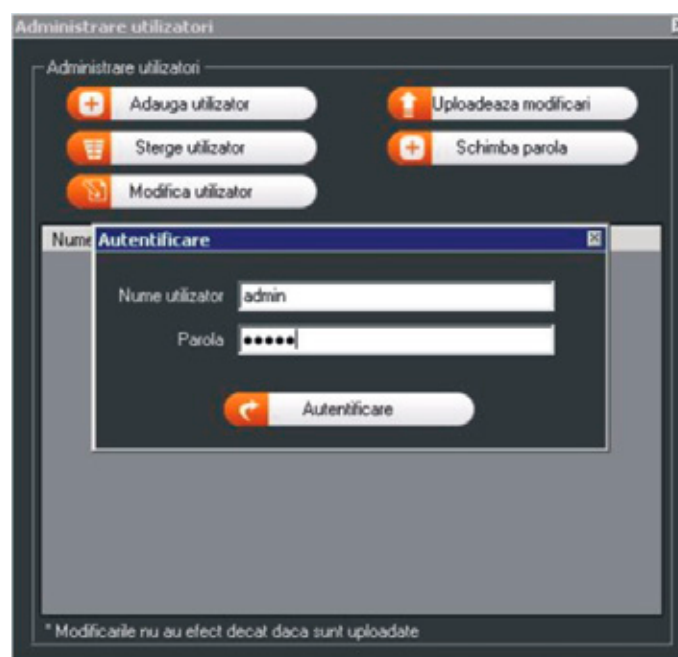 Administrare utilizatori
Administrare utilizatori
Adauga utilizator
Uploadeaza modificari
Sterge utilizator
Schimba parola
Modifica utilizator
Nume
Autentificare
Nume utilizator
admin
Parola
•••••
Autentificare
* Modificarile nu au efect decat daca sunt uploadate